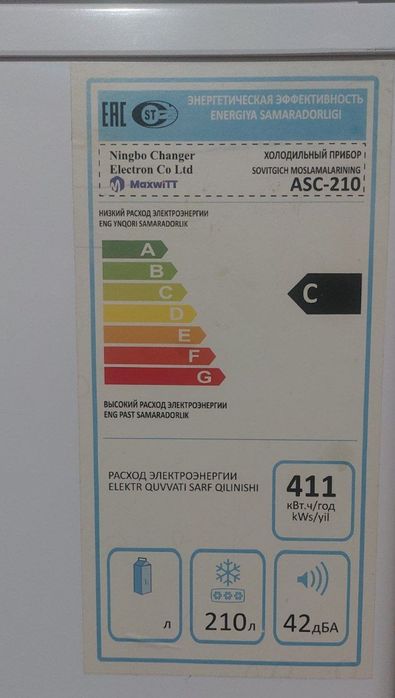 EAC ST ЭНЕРГЕТИЧЕСКАЯ ЭФФЕКТИВНОСТЬ
ENERGIYA SAMARADORLIGI
Ningbo Changer
Electron Co Ltd
MaxwiTT
ХОЛОДИЛЬНЫЙ ПРИБОР
SOVITGICH MOSLAMALARINING
ASC-210
НИЗКИЙ РАСХОД ЭЛЕКТРОЭНЕРГИИ
ENG YNQORI SAMARADORLIK
A
B
C
D
E
F
G
C
ВЫСОКИЙ РАСХОД ЭЛЕКТРОЭНЕРГИИ
ENG PAST SAMARADORLIK
РАСХОД ЭЛЕКТРОЭНЕРГИИ
ELEKTR QUVVATI SARF QILINISHI
411
кВт.ч/год
kWs/yil
л
210л
42дБА